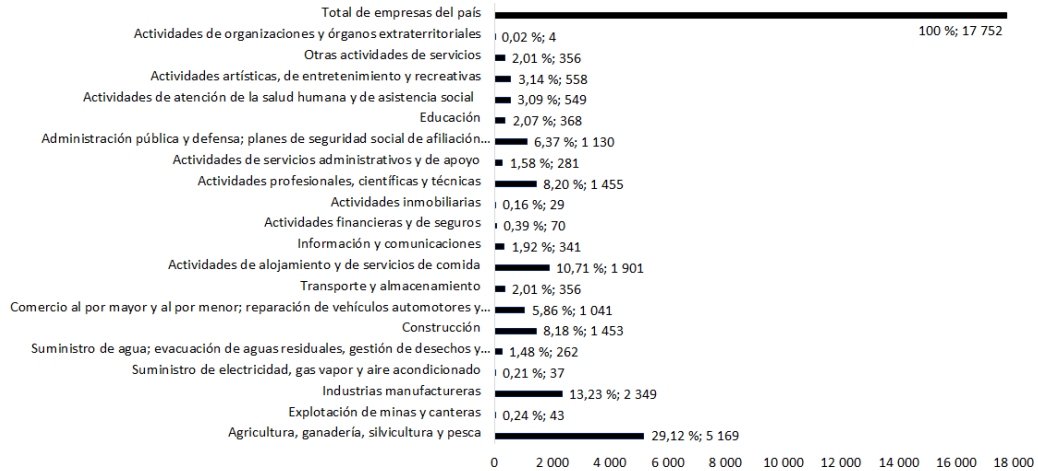 Total de empresas del país
100 %; 17 752
Actividades de organizaciones y órganos extraterritoriales 0,02 %; 4
Otras actividades de servicios 2,01 %; 356
Actividades artísticas, de entretenimiento y recreativas 3,14 %; 558
Actividades de atención de la salud humana y de asistencia social 3,09 %; 549
Educación 2,07 %; 368
Administración pública y defensa; planes de seguridad social de afiliación... 6,37 %; 1 130
Actividades de servicios administrativos y de apoyo 1,58 %; 281
Actividades profesionales, científicas y técnicas 8,20 %; 1 455
Actividades inmobiliarias 0,16 %; 29
Actividades financieras y de seguros 0,39 %; 70
Información y comunicaciones 1,92 %; 341
Actividades de alojamiento y de servicios de comida 10,71 %; 1 901
Transporte y almacenamiento 2,01 %; 356
Comercio al por mayor y al por menor; reparación de vehículos automotores y... 5,86 %; 1 041
Construcción 8,18 %; 1 453
Suministro de agua; evacuación de aguas residuales, gestión de desechos y... 1,48 %; 262
Suministro de electricidad, gas vapor y aire acondicionado 0,21 %; 37
Industrias manufactureras 13,23 %; 2 349
Explotación de minas y canteras 0,24 %; 43
Agricultura, ganadería, silvicultura y pesca 29,12 %; 5 169
0 2 000 4 000 6 000 8 000 10 000 12 000 14 000 16 000 18 000